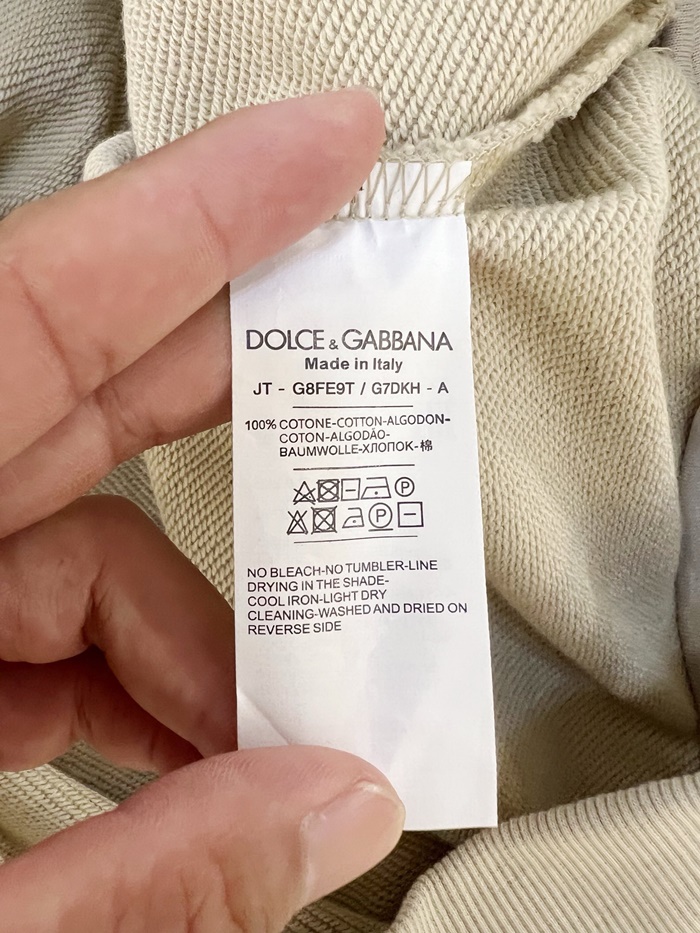 DOLCE & GABBANA
Made in Italy
JT - G8FE9T / G7DKH - A
100% COTONE-COTTON-ALGODON-
COTON-ALGODÃO-
BAUMWOLLE-ХЛОПОК-棉
P
P
NO BLEACH-NO TUMBLER-LINE
DRYING IN THE SHADE-
COOL IRON-LIGHT DRY
CLEANING-WASHED AND DRIED ON
REVERSE SIDE